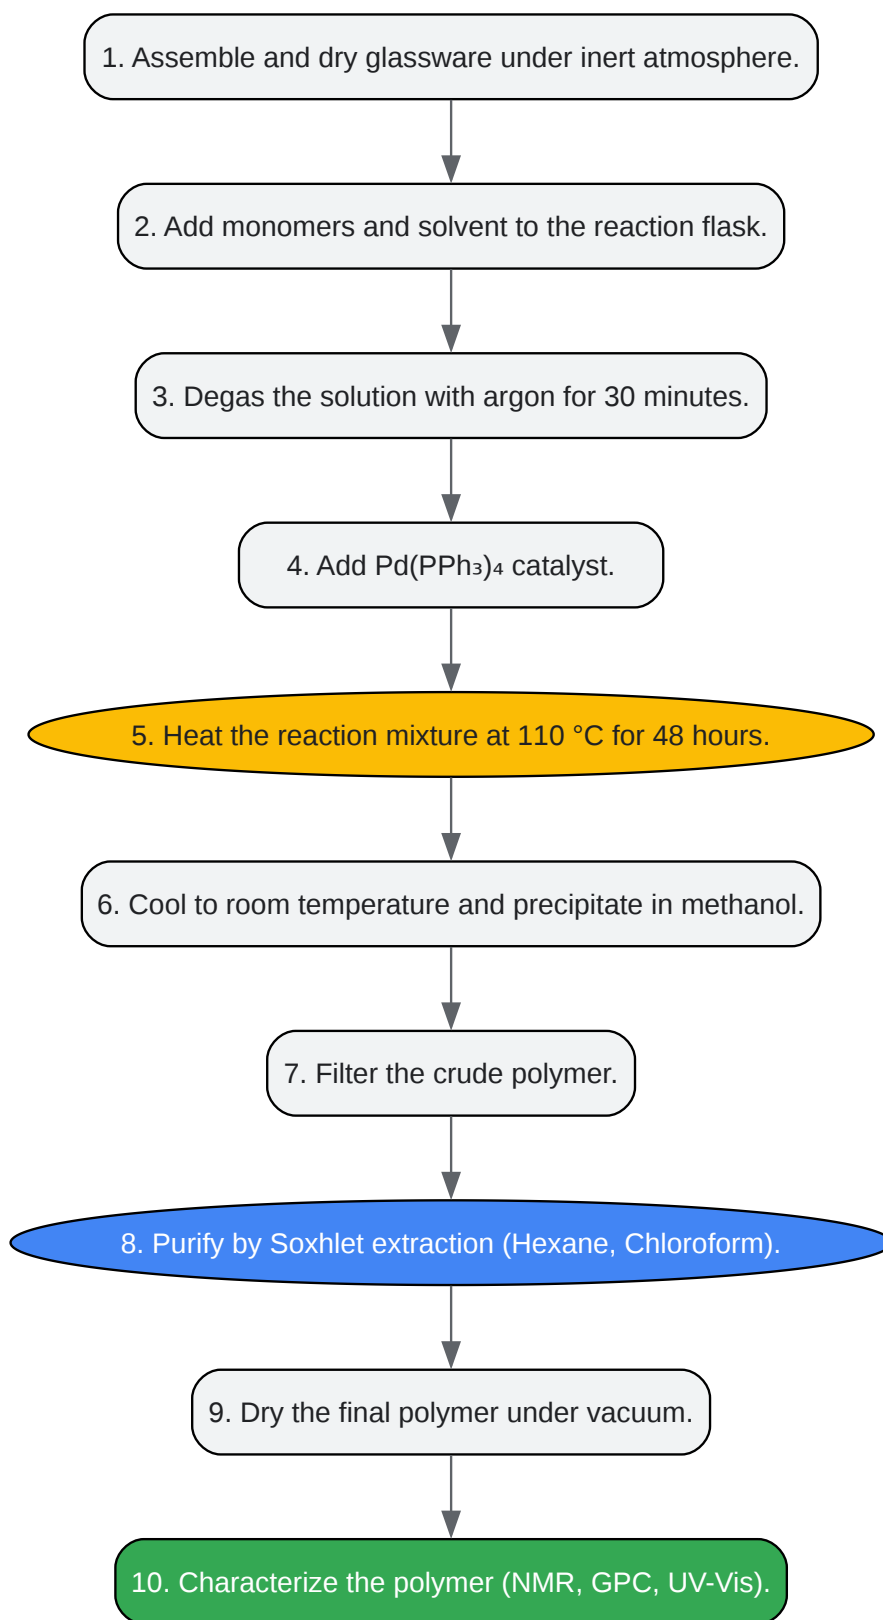 1. Assemble and dry glassware under inert atmosphere.
2. Add monomers and solvent to the reaction flask.
3. Degas the solution with argon for 30 minutes.
4. Add Pd(PPh₃)₄ catalyst.
5. Heat the reaction mixture at 110 °C for 48 hours.
6. Cool to room temperature and precipitate in methanol.
7. Filter the crude polymer.
8. Purify by Soxhlet extraction (Hexane, Chloroform).
9. Dry the final polymer under vacuum.
10. Characterize the polymer (NMR, GPC, UV-Vis).